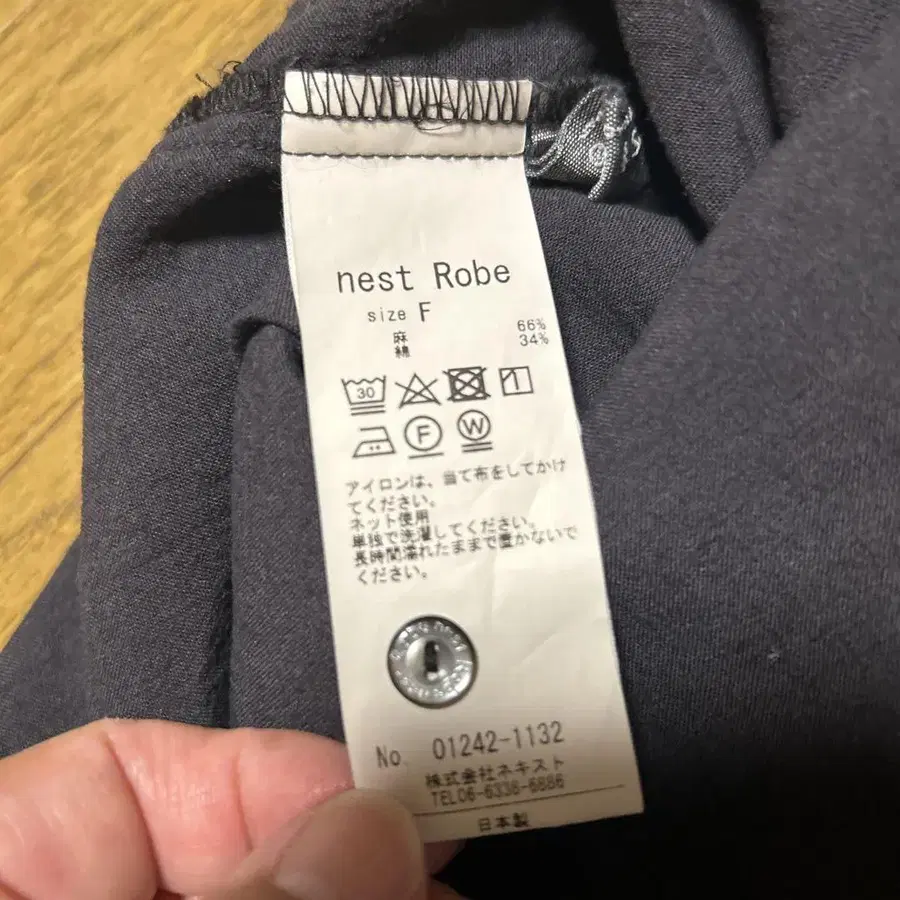 nest Robe
size F
麻 66%
綿 34%
30
1
F
W
アイロンは、当て布をしてかけ
てください。
ネット使用
単独で洗濯してください。
長時間濡れたままで置かないで
ください。
No. 01242-1132
株式会社ネキスト
TEL06-6338-6886
日本製